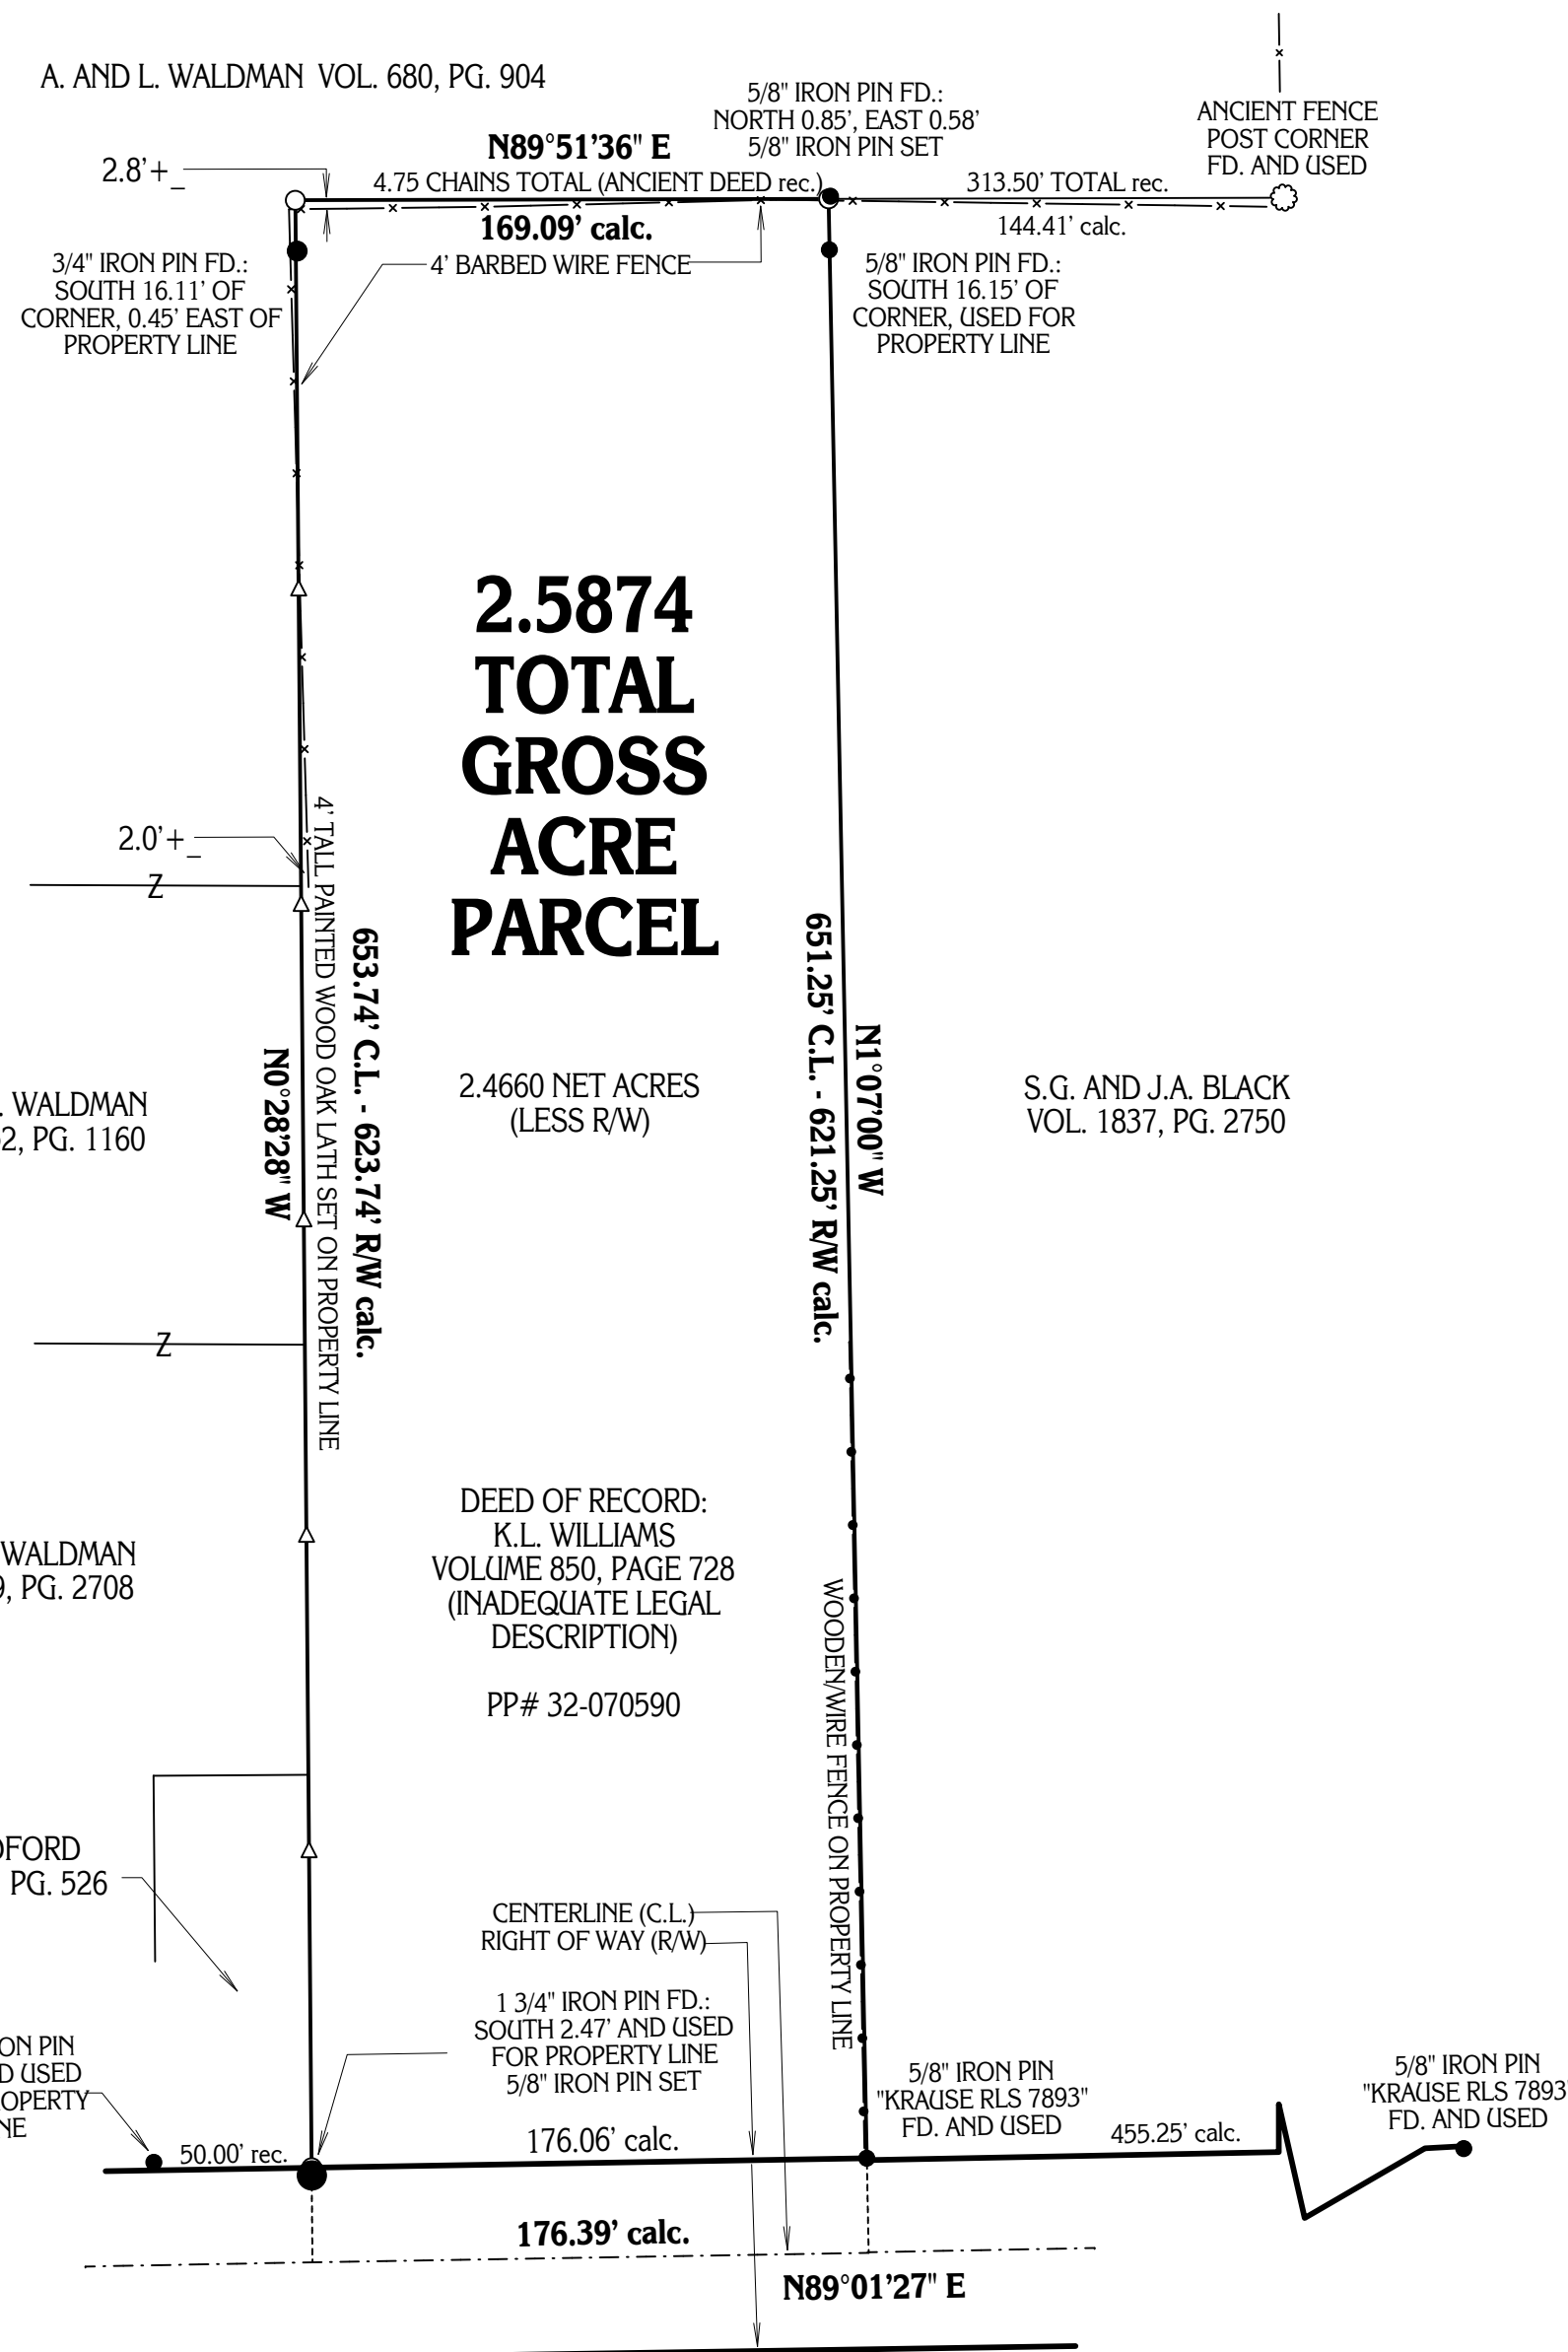 A. AND L. WALDMAN VOL. 680, PG. 904
5/8" IRON PIN FD.:
NORTH 0.85', EAST 0.58'
5/8" IRON PIN SET
ANCIENT FENCE
POST CORNER
FD. AND USED
N89°51'36" E
2.8'+_
4.75 CHAINS TOTAL (ANCIENT DEED rec.)
313.50' TOTAL rec.
169.09' calc.
144.41' calc.
3/4" IRON PIN FD.:
SOUTH 16.11' OF
CORNER, 0.45' EAST OF
PROPERTY LINE
4' BARBED WIRE FENCE
5/8" IRON PIN FD.:
SOUTH 16.15' OF
CORNER, USED FOR
PROPERTY LINE
2.5874
TOTAL
GROSS
ACRE
PARCEL
2.0'+_
Z
4' TALL PAINTED WOOD OAK LATH SET ON PROPERTY LINE
653.74' C.L. - 623.74' R/W calc.
N0°28'28" W
651.25' C.L. - 621.25' R/W calc.
N1°07'00" W
2.4660 NET ACRES
(LESS R/W)
S.G. AND J.A. BLACK
VOL. 1837, PG. 2750
. WALDMAN
2, PG. 1160
Z
DEED OF RECORD:
K.L. WILLIAMS
VOLUME 850, PAGE 728
(INADEQUATE LEGAL
DESCRIPTION)
PP# 32-070590
WALDMAN
9, PG. 2708
WOODEN/WIRE FENCE ON PROPERTY LINE
DFORD
PG. 526
CENTERLINE (C.L.)
RIGHT OF WAY (R/W)
1 3/4" IRON PIN FD.:
SOUTH 2.47' AND USED
FOR PROPERTY LINE
5/8" IRON PIN SET
ON PIN
D USED
OPERTY
NE
5/8" IRON PIN
"KRAUSE RLS 7893"
FD. AND USED
5/8" IRON PIN
"KRAUSE RLS 7893"
FD. AND USED
50.00' rec.
176.06' calc.
455.25' calc.
176.39' calc.
N89°01'27" E